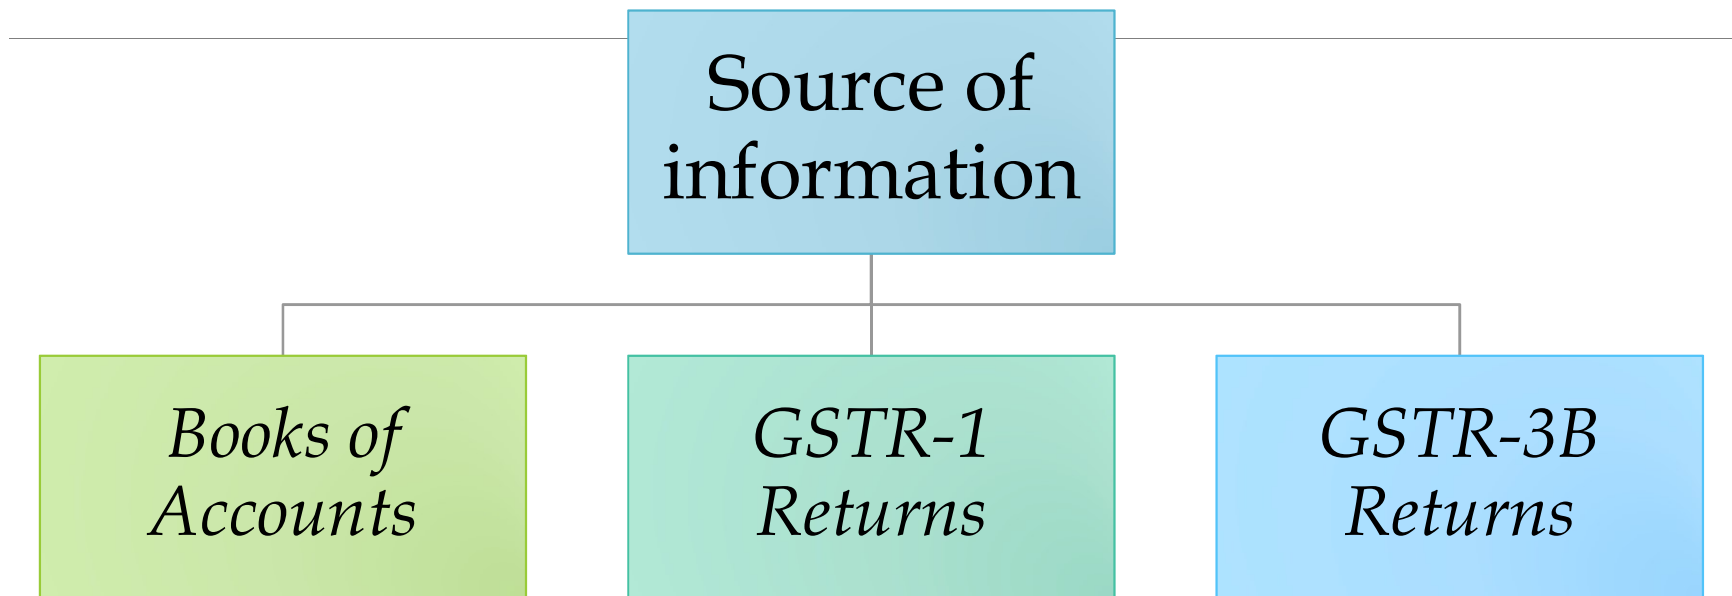 Source of
information
Books of
Accounts
GSTR-1
Returns
GSTR-3B
Returns